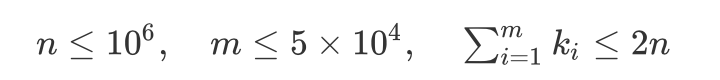 n ≤ 10⁶, m ≤ 5 × 10⁴, ∑ᵢ₌₁ᵐ kᵢ ≤ 2n